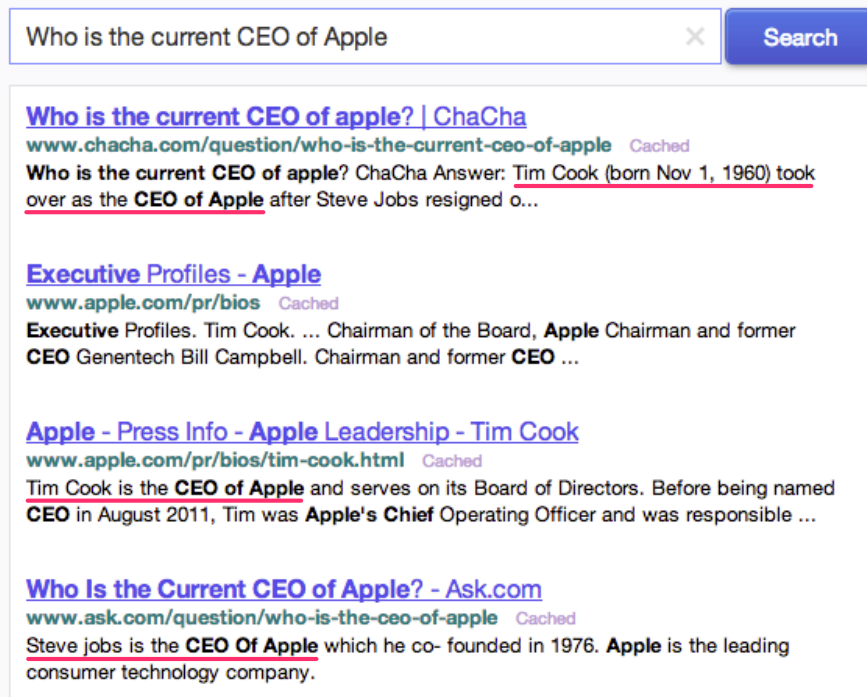 Who is the current CEO of Apple
Search
Who is the current CEO of apple? | ChaCha
www.chacha.com/question/who-is-the-current-ceo-of-apple Cached
Who is the current CEO of apple? ChaCha Answer: Tim Cook (born Nov 1, 1960) took
over as the CEO of Apple after Steve Jobs resigned o...
Executive Profiles - Apple
www.apple.com/pr/bios Cached
Executive Profiles. Tim Cook. ... Chairman of the Board, Apple Chairman and former
CEO Genentech Bill Campbell. Chairman and former CEO ...
Apple - Press Info - Apple Leadership - Tim Cook
www.apple.com/pr/bios/tim-cook.html Cached
Tim Cook is the CEO of Apple and serves on its Board of Directors. Before being named
CEO in August 2011, Tim was Apple's Chief Operating Officer and was responsible ...
Who Is the Current CEO of Apple? - Ask.com
www.ask.com/question/who-is-the-ceo-of-apple Cached
Steve jobs is the CEO Of Apple which he co- founded in 1976. Apple is the leading
consumer technology company.